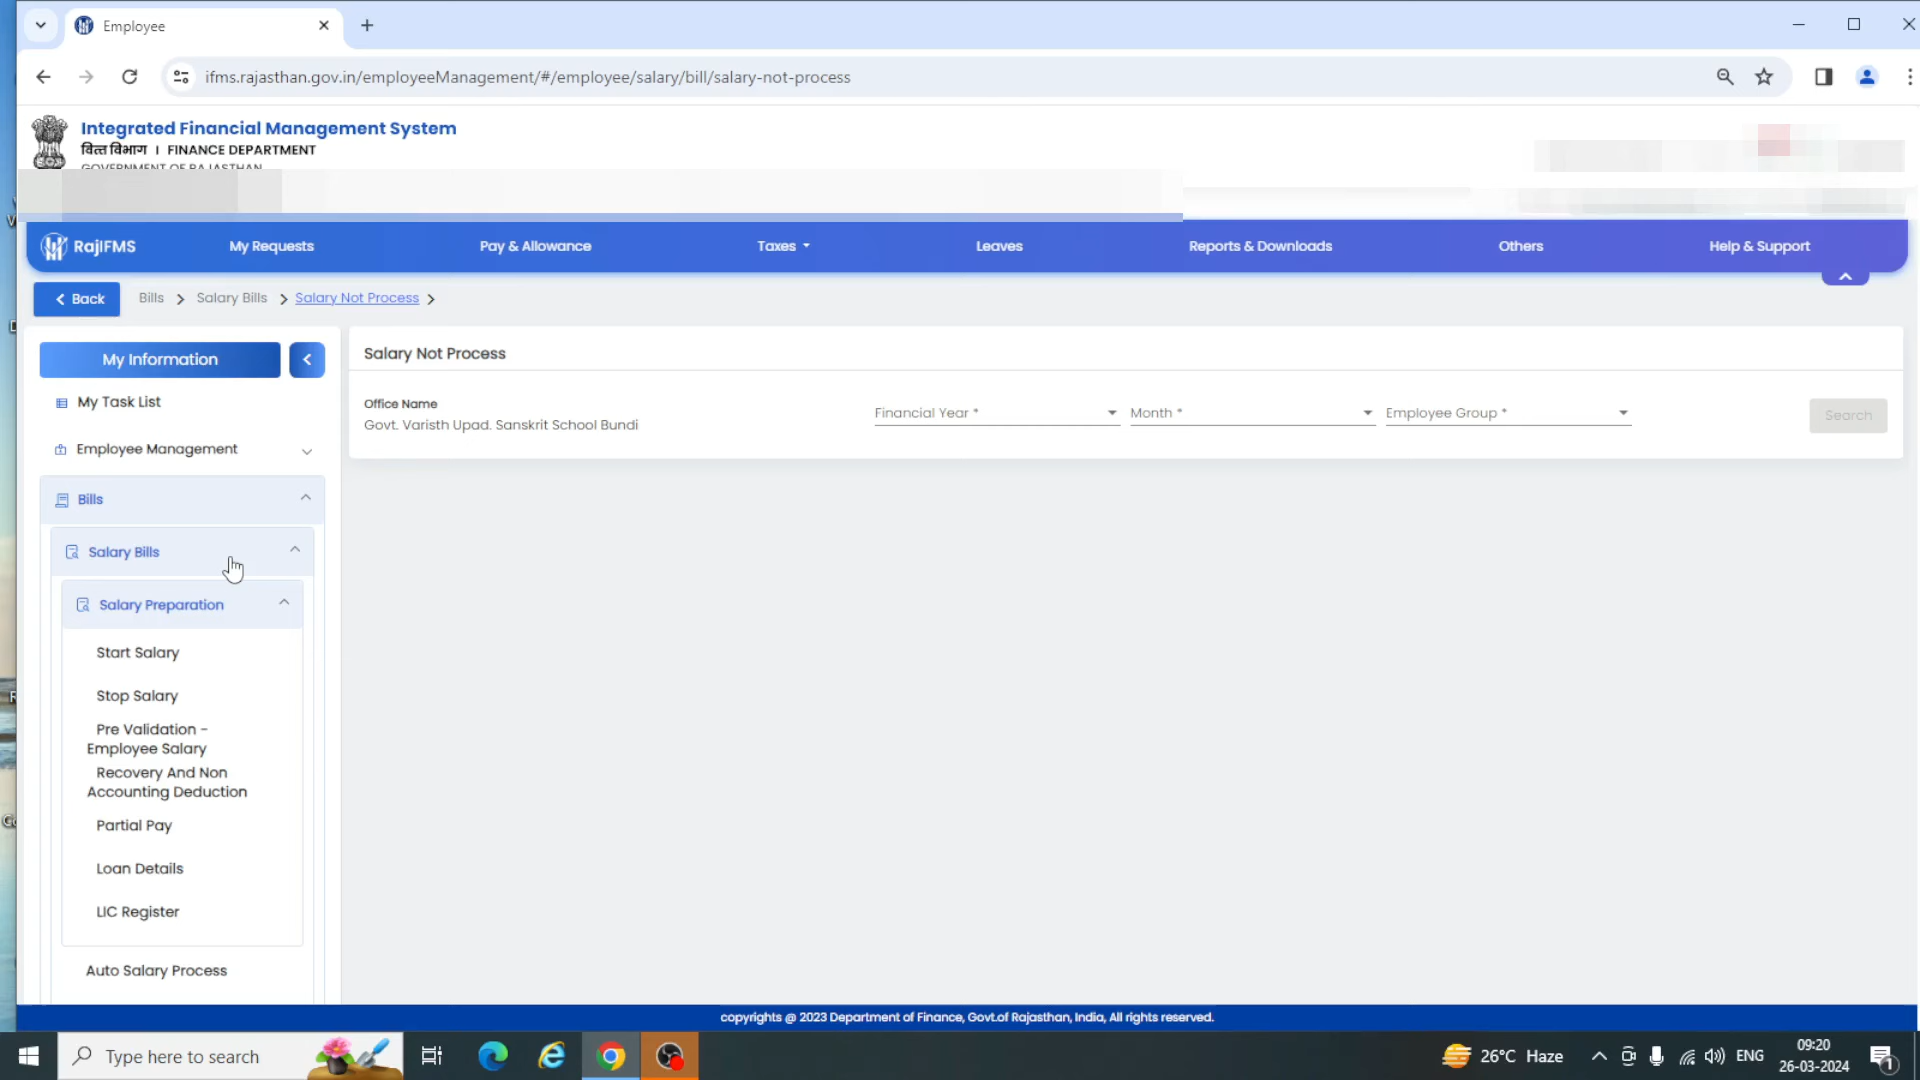 Employee
ifms.rajasthan.gov.in/employeeManagement/#/employee/salary/bill/salary-not-process
Integrated Financial Management System
वित्त विभाग | FINANCE DEPARTMENT
GOVERNMENT OF RAJASTHAN
RajIFMS My Requests Pay & Allowance Taxes Leaves Reports & Downloads Others Help & Support
Back Bills > Salary Bills > Salary Not Process >
My Information
My Task List
Employee Management
Bills
Salary Bills
Salary Preparation
Start Salary
Stop Salary
Pre Validation -
Employee Salary
Recovery And Non
Accounting Deduction
Partial Pay
Loan Details
LIC Register
Auto Salary Process
Salary Not Process
Office Name
Govt. Varisth Upad. Sanskrit School Bundi
Financial Year * Month * Employee Group * Search
copyrights @ 2023 Department of Finance, Govt.of Rajasthan, India, All rights reserved.
Type here to search
26°C Haze
ENG
09:20
26-03-2024
1